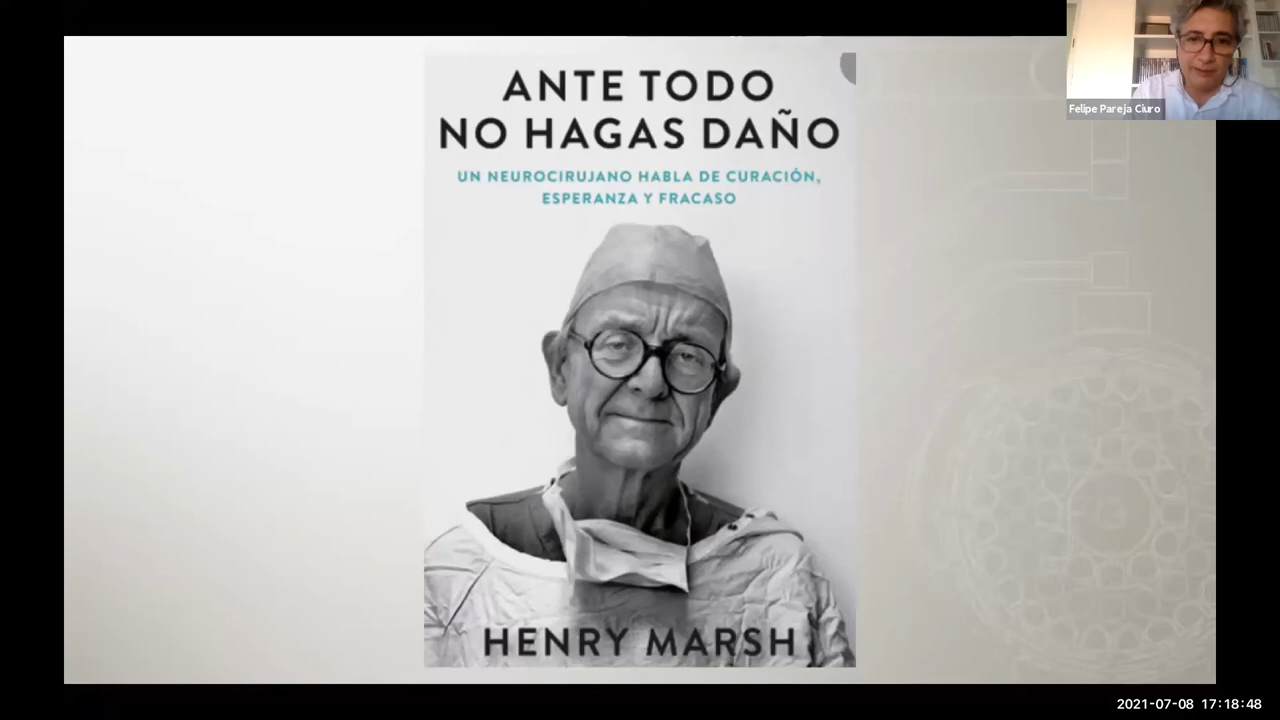 ANTE TODO
NO HAGAS DAÑO
UN NEUROCIRUJANO HABLA DE CURACIÓN,
ESPERANZA Y FRACASO
HENRY MARSH
Felipe Pareja Ciuro
2021-07-08 17:18:48